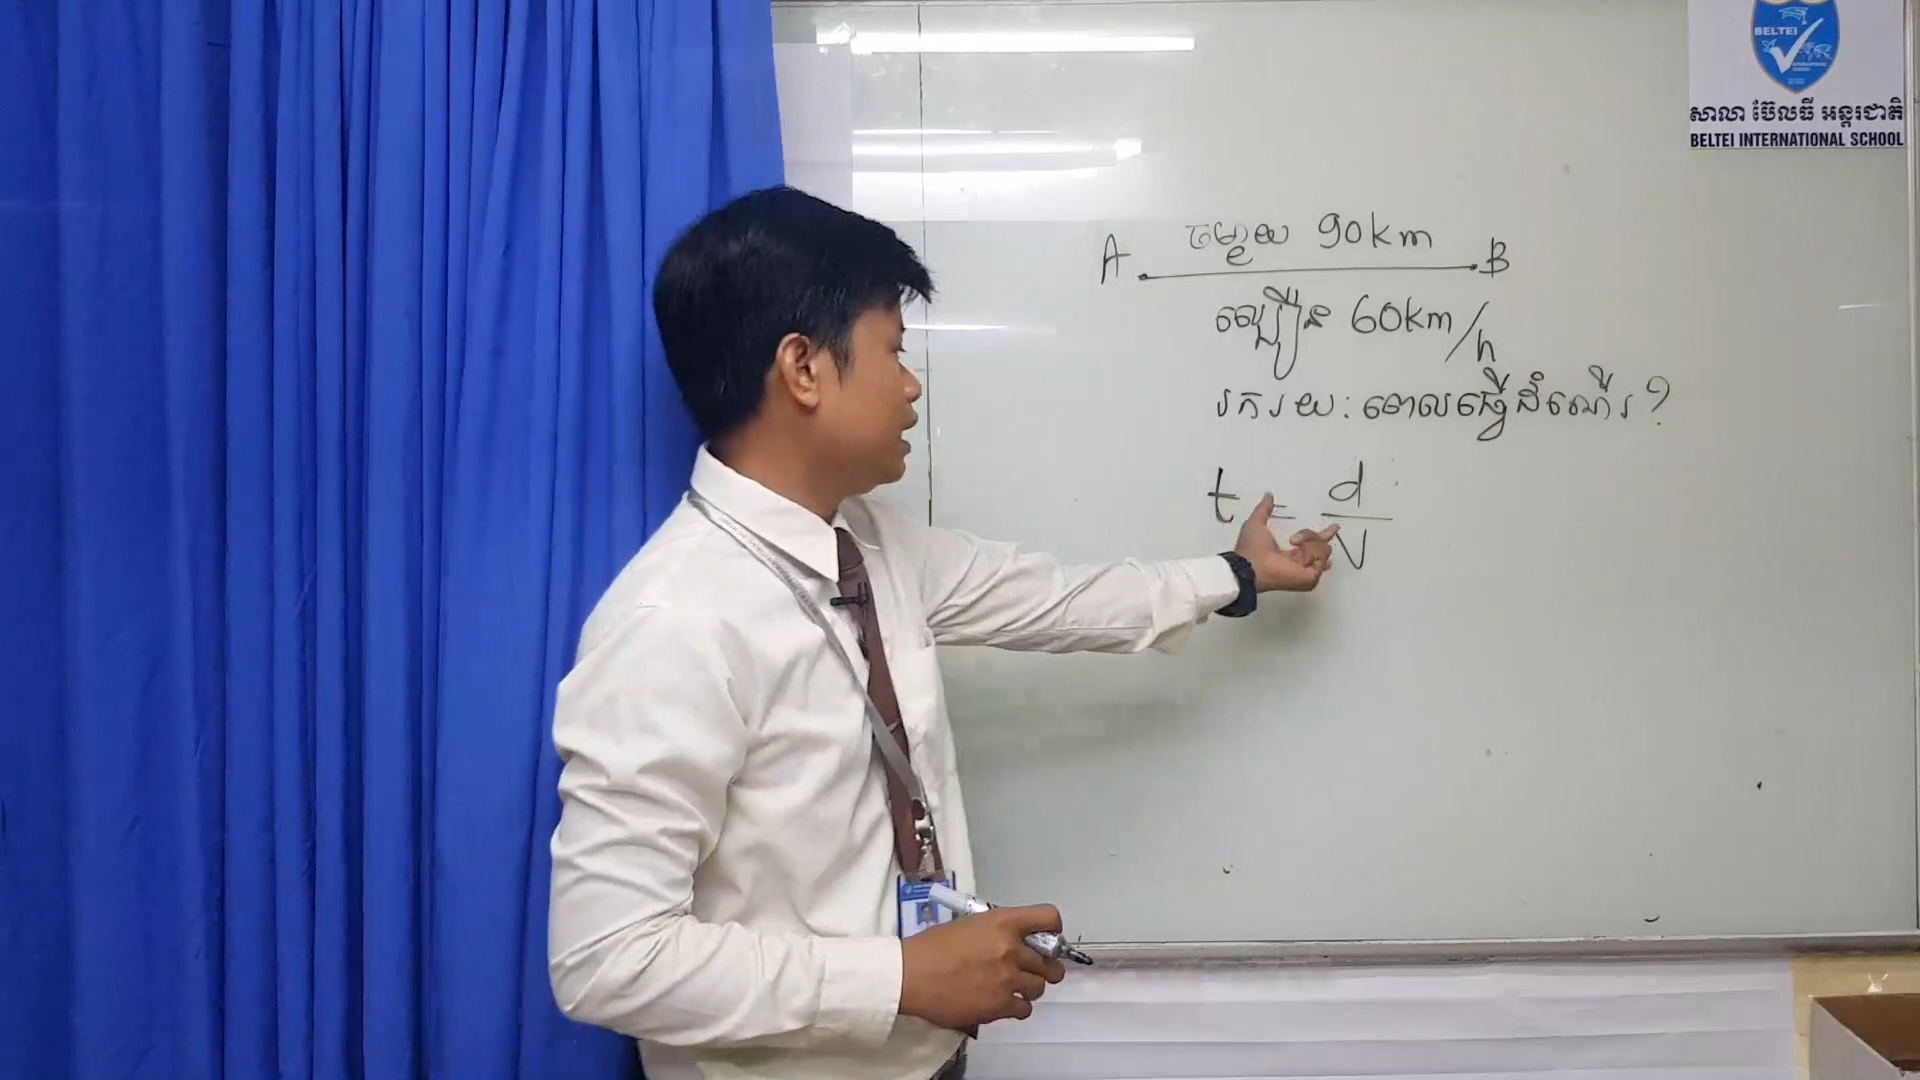 BELTEI
សាលា ប៊ែលធី អន្តរជាតិ
BELTEI INTERNATIONAL SCHOOL
A ចម្ងាយ 90km B
ល្បឿន 60km/h
រករយៈពេលធ្វើដំណើរ?
t = d/V